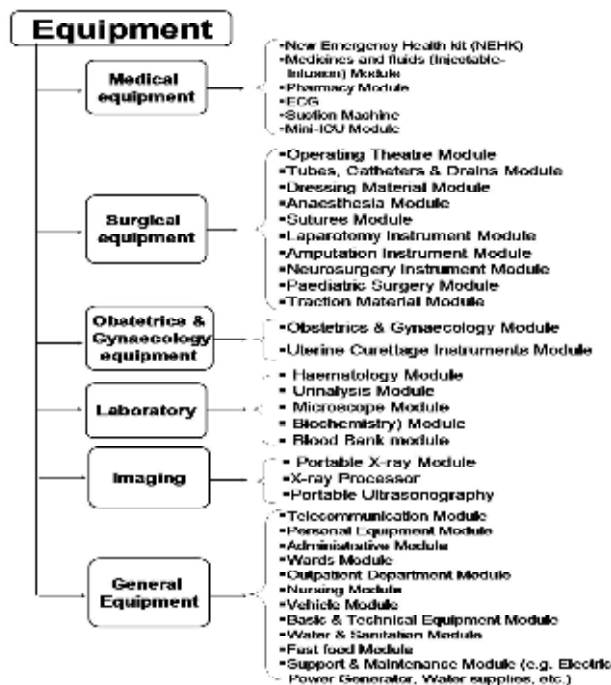 Equipment
Medical
equipment
▪New Emergency Health kit (NEHK)
▪Medicines and fluids (Injectable-
Infusion) Module
▪Pharmacy Module
▪ECG
▪Suction Machine
▪Mini-ICU Module
Surgical
equipment
▪Operating Theatre Module
▪Tubes, Catheters & Drains Module
▪Dressing Material Module
▪Anaesthesia Module
▪Sutures Module
▪Laparotomy Instrument Module
▪Amputation Instrument Module
▪Neurosurgery Instrument Module
▪Paediatric Surgery Module
▪Traction Material Module
Obstetrics &
Gynaecology
equipment
▪Obstetrics & Gynaecology Module
▪Uterine Curettage Instruments Module
Laboratory
▪ Haematology Module
▪ Urinalysis Module
▪ Microscope Module
▪ Biochemistry) Module
▪ Blood Bank module
Imaging
▪ Portable X-ray Module
▪X-ray Processor
▪Portable Ultrasonography
General
Equipment
▪Telecommunication Module
▪Personal Equipment Module
▪Administrative Module
▪Wards Module
▪Outpatient Department Module
▪Nursing Module
▪Vehicle Module
▪Basic & Technical Equipment Module
▪Water & Sanitation Module
▪Fast food Module
▪Support & Maintenance Module (e.g. Electric
Power Generator, Water supplies, etc.)